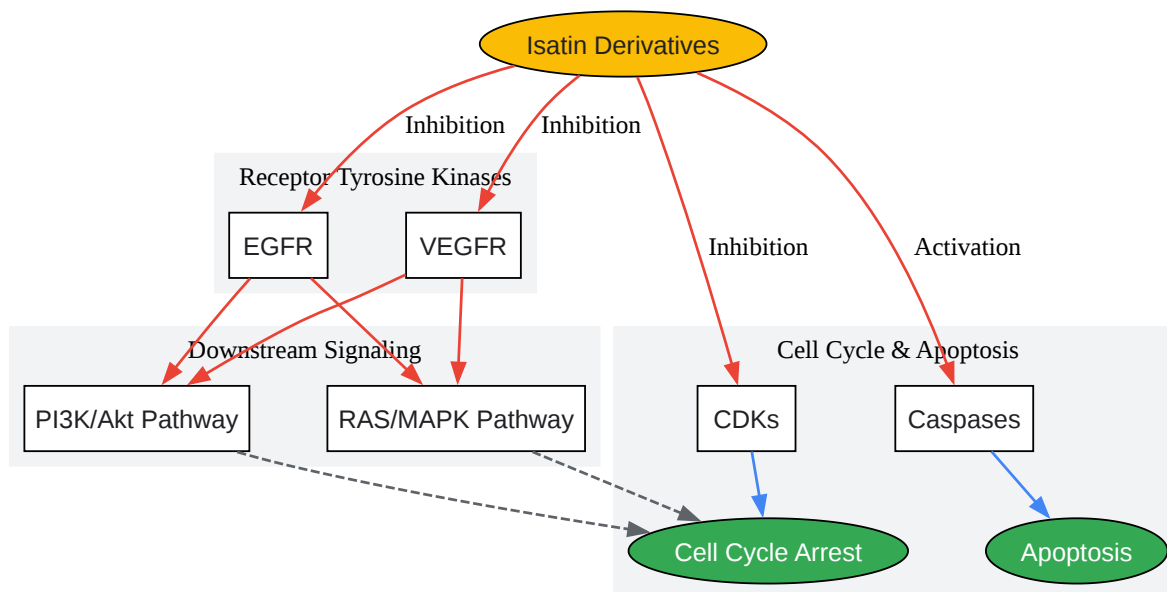 Isatin Derivatives
Inhibition
Inhibition
Receptor Tyrosine Kinases
EGFR
VEGFR
Inhibition
Activation
Downstream Signaling
Cell Cycle & Apoptosis
PI3K/Akt Pathway
RAS/MAPK Pathway
CDKs
Caspases
Cell Cycle Arrest
Apoptosis